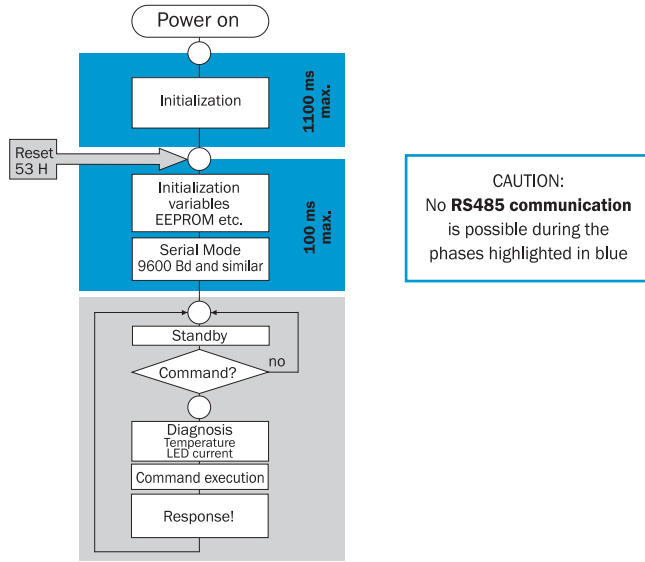 Power on
Initialization
1100 ms
max.
Reset
53 H
Initialization
variables
EEPROM etc.
Serial Mode
9600 Bd and similar
100 ms
max.
CAUTION:
No RS485 communication
is possible during the
phases highlighted in blue
Standby
Command?
no
Diagnosis
Temperature
LED current
Command execution
Response!